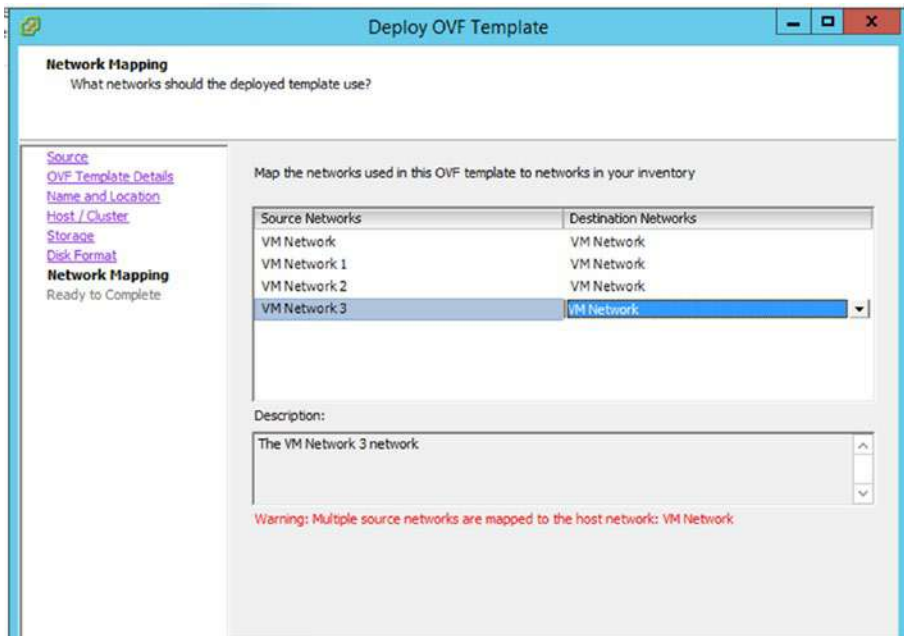 Deploy OVF Template
Network Mapping
What networks should the deployed template use?
Source
OVF Template Details
Name and Location
Host / Cluster
Storage
Disk Format
Network Mapping
Ready to Complete
Map the networks used in this OVF template to networks in your inventory
Source Networks Destination Networks
VM Network VM Network
VM Network 1 VM Network
VM Network 2 VM Network
VM Network 3 VM Network
Description:
The VM Network 3 network
Warning: Multiple source networks are mapped to the host network: VM Network